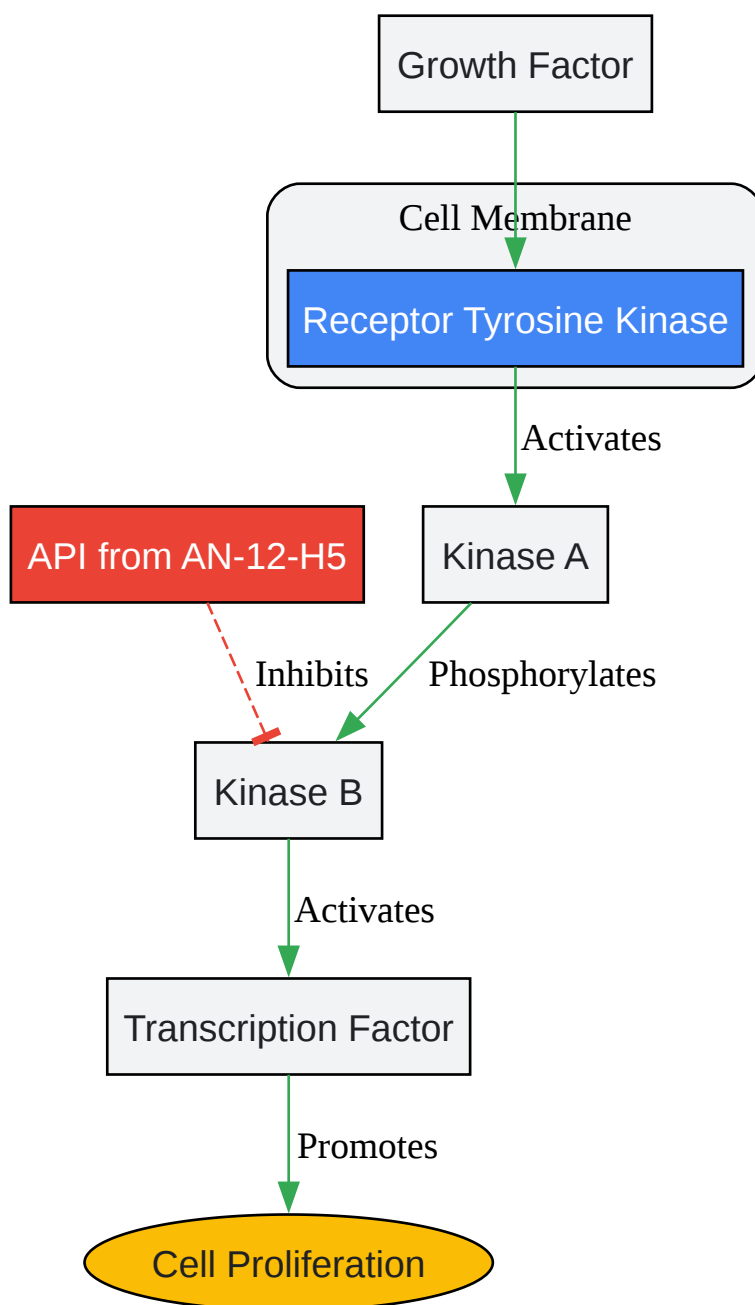 Growth Factor
Cell Membrane
Receptor Tyrosine Kinase
Activates
API from AN-12-H5
Kinase A
Inhibits
Phosphorylates
Kinase B
Activates
Transcription Factor
Promotes
Cell Proliferation